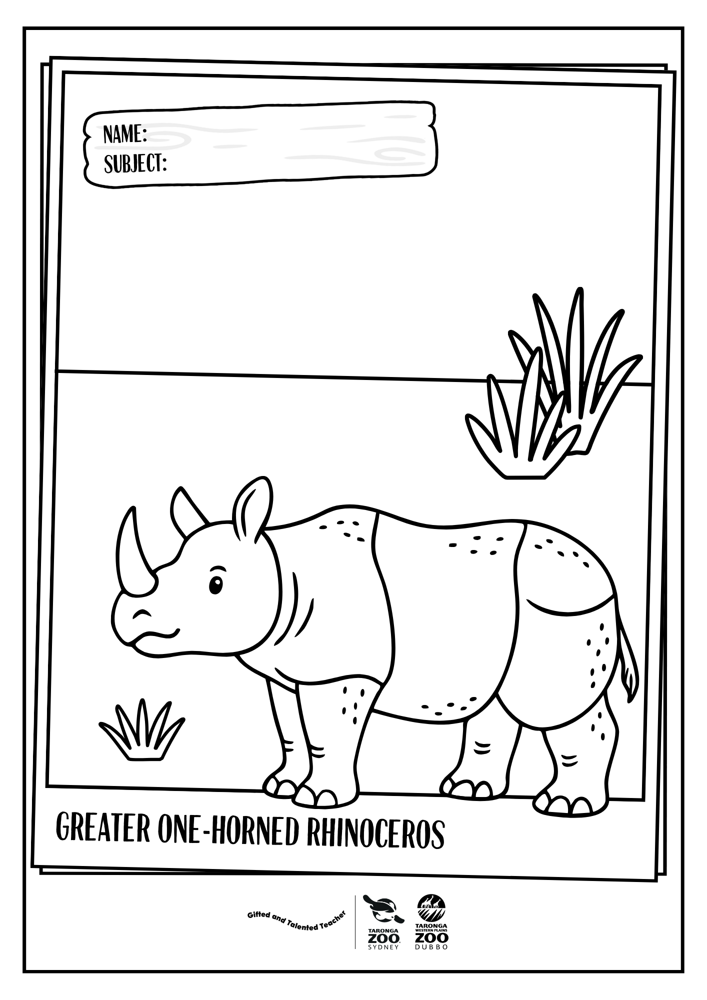 NAME:
SUBJECT:
GREATER ONE-HORNED RHINOCEROS
Gifted and Talented Teacher
TARONGA
ZOO
SYDNEY
TARONGA
WESTERN PLAINS
ZOO
DUBBO